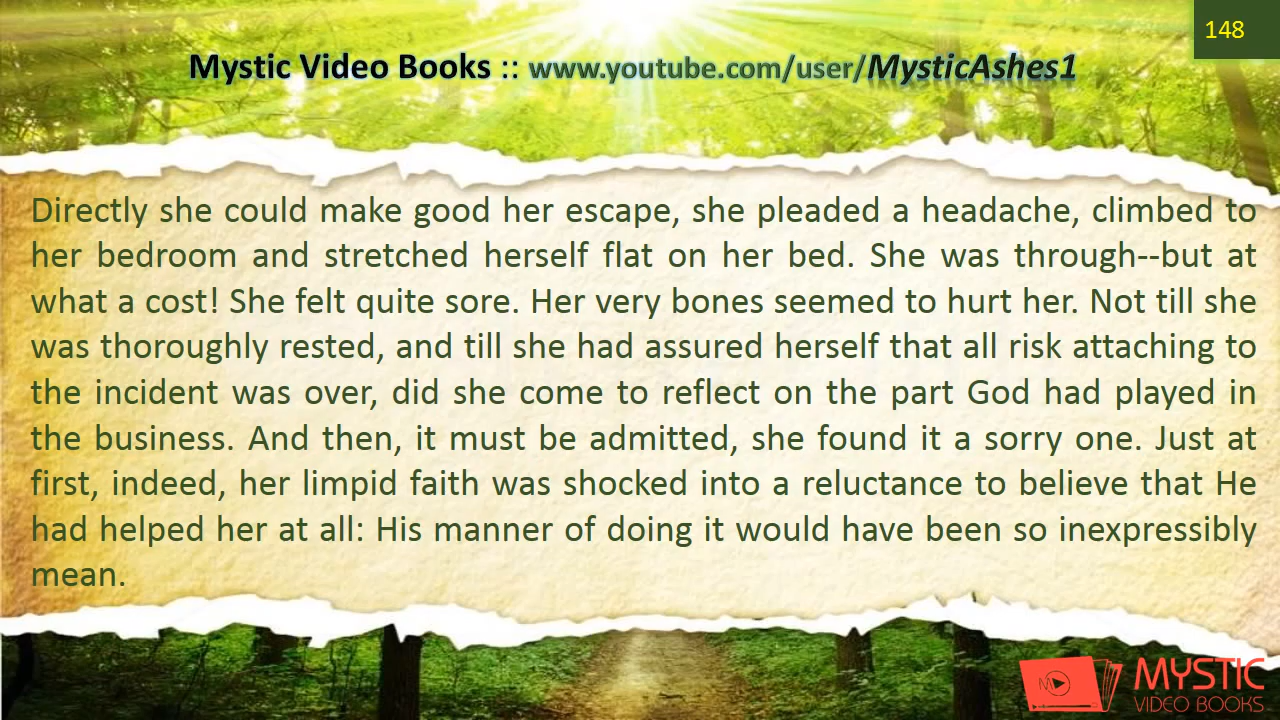 148
Mystic Video Books :: www.youtube.com/user/MysticAshes1
Directly she could make good her escape, she pleaded a headache, climbed to
her bedroom and stretched herself flat on her bed. She was through--but at
what a cost! She felt quite sore. Her very bones seemed to hurt her. Not till she
was thoroughly rested, and till she had assured herself that all risk attaching to
the incident was over, did she come to reflect on the part God had played in
the business. And then, it must be admitted, she found it a sorry one. Just at
first, indeed, her limpid faith was shocked into a reluctance to believe that He
had helped her at all: His manner of doing it would have been so inexpressibly
mean.
MYSTIC
VIDEO BOOKS